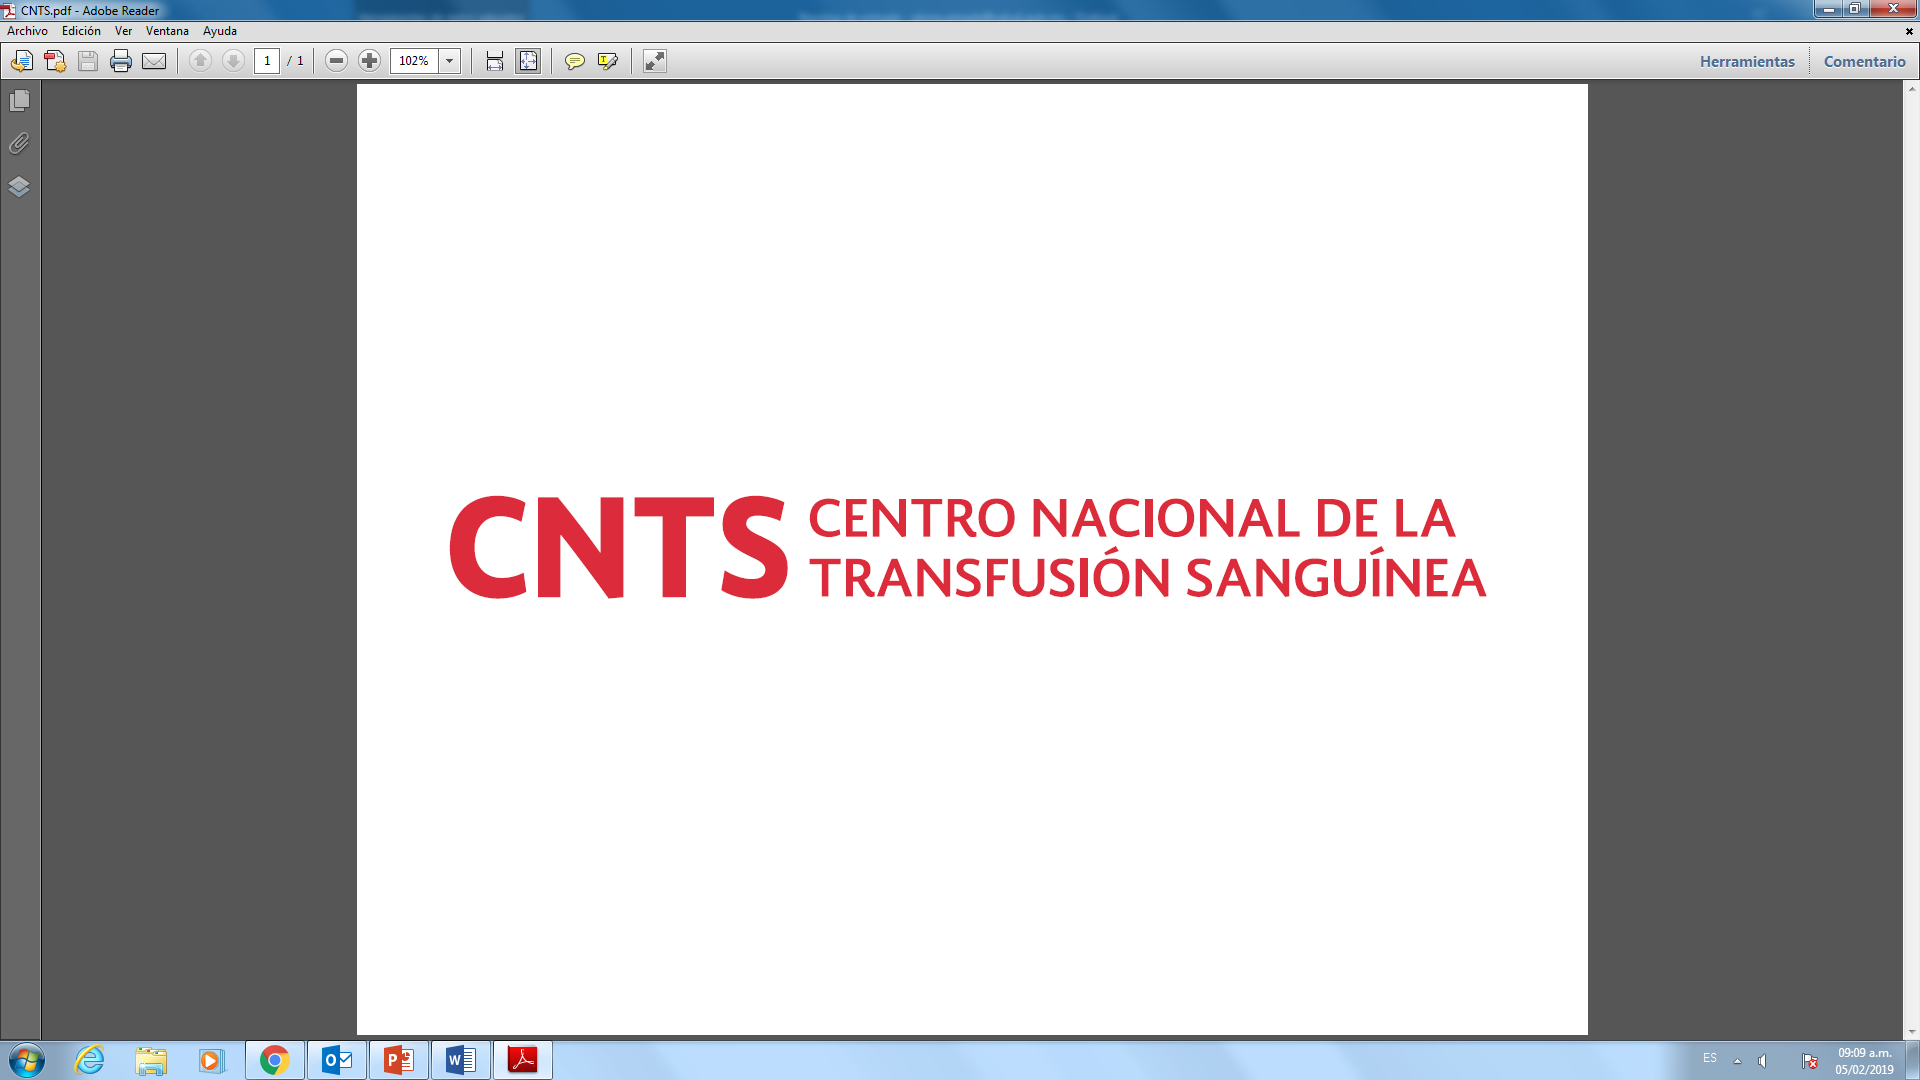 CNTS.pdf - Adobe Reader
Archivo Edición Ver Ventana Ayuda
1 / 1 102% Herramientas Comentario
CNTS CENTRO NACIONAL DE LA
TRANSFUSIÓN SANGUÍNEA
ES 09:09 a.m.
05/02/2019